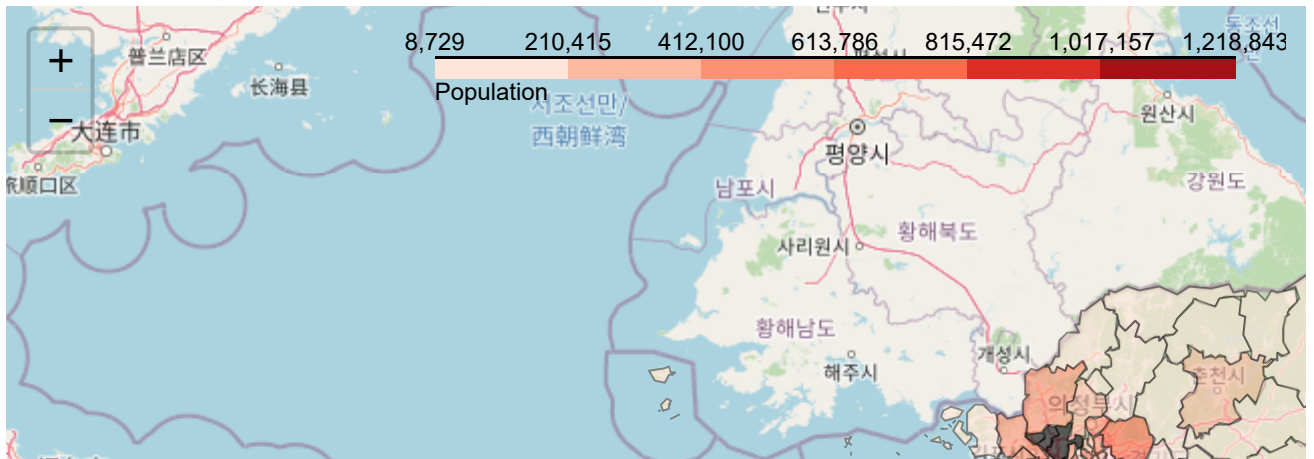 +
−
8,729 210,415 412,100 613,786 815,472 1,017,157 1,218,843
Population
普兰店区
长海县
大连市
旅顺口区
서조선만/
西朝鲜湾
동조선
원산시
평양시
남포시
강원도
황해북도
사리원시
황해남도
개성시
해주시
춘천시
의정부시